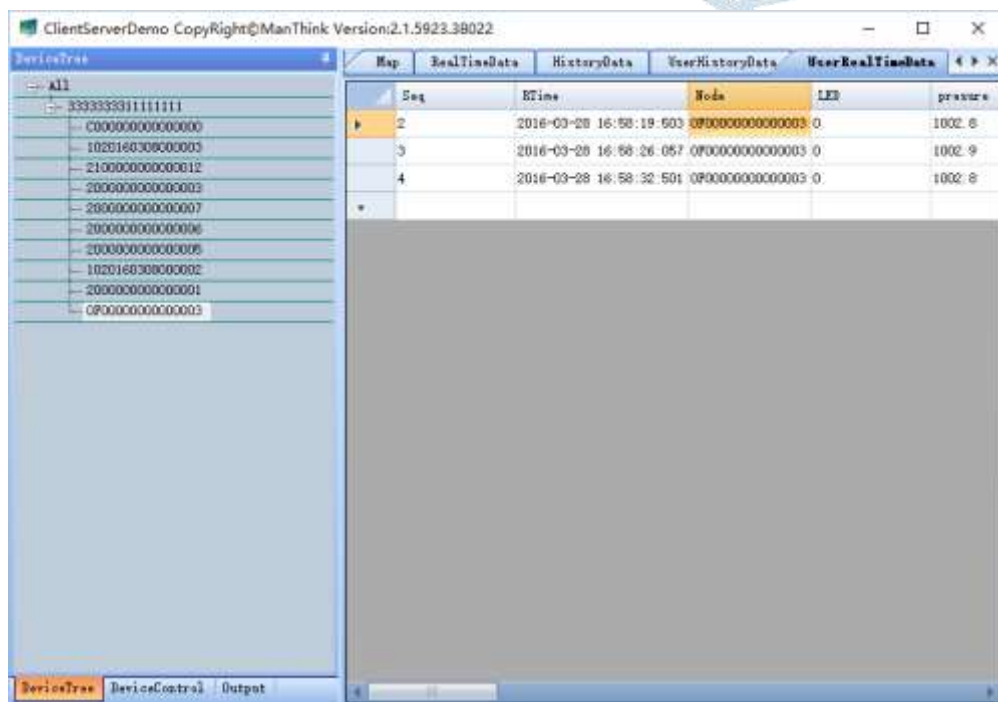 ClientServerDemo CopyRight©ManThink Version:2.1.5923.38022
DeviceTree
All
3333333311111111
C000000000000000
1020160308000003
2100000000000012
2000000000000003
2000000000000007
2000000000000006
2000000000000005
1020160308000002
2000000000000001
0F00000000000003
DeviceTree DeviceControl Output
Map RealTimeData HistoryData UserHistoryData UserRealTimeData
Seq RTime Node LED presure
2 2016-03-28 16:58:19:503 0F00000000000003 0 1002.8
3 2016-03-28 16:58:26:057 0F00000000000003 0 1002.9
4 2016-03-28 16:58:32:501 0F00000000000003 0 1002.8